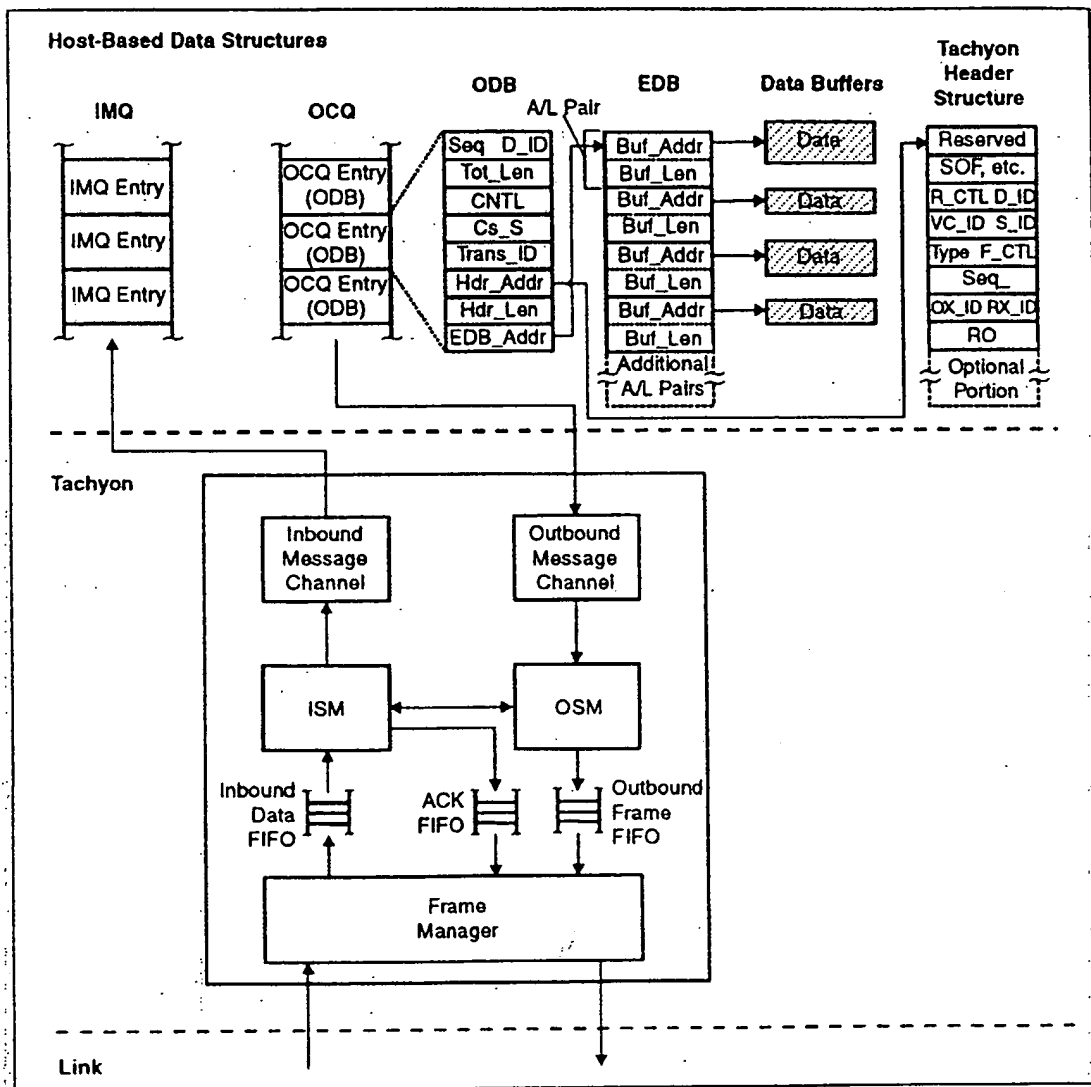 Host-Based Data Structures
IMQ
IMQ Entry
IMQ Entry
IMQ Entry
OCQ
OCQ Entry
(ODB)
OCQ Entry
(ODB)
OCQ Entry
(ODB)
ODB
Seq D_ID
Tot_Len
CNTL
Cs_S
Trans_ID
Hdr_Addr
Hdr_Len
EDB_Addr
A/L Pair
EDB
Buf_Addr
Buf_Len
Buf_Addr
Buf_Len
Buf_Addr
Buf_Len
Buf_Addr
Buf_Len
Additional
A/L Pairs
Data Buffers
Data
Data
Data
Data
Tachyon
Header
Structure
Reserved
SOF, etc.
R_CTL D_ID
VC_ID S_ID
Type F_CTL
Seq_
OX_ID RX_ID
RO
Optional
Portion
Tachyon
Inbound
Message
Channel
Outbound
Message
Channel
ISM
OSM
Inbound
Data
FIFO
ACK
FIFO
Outbound
Frame
FIFO
Frame
Manager
Link